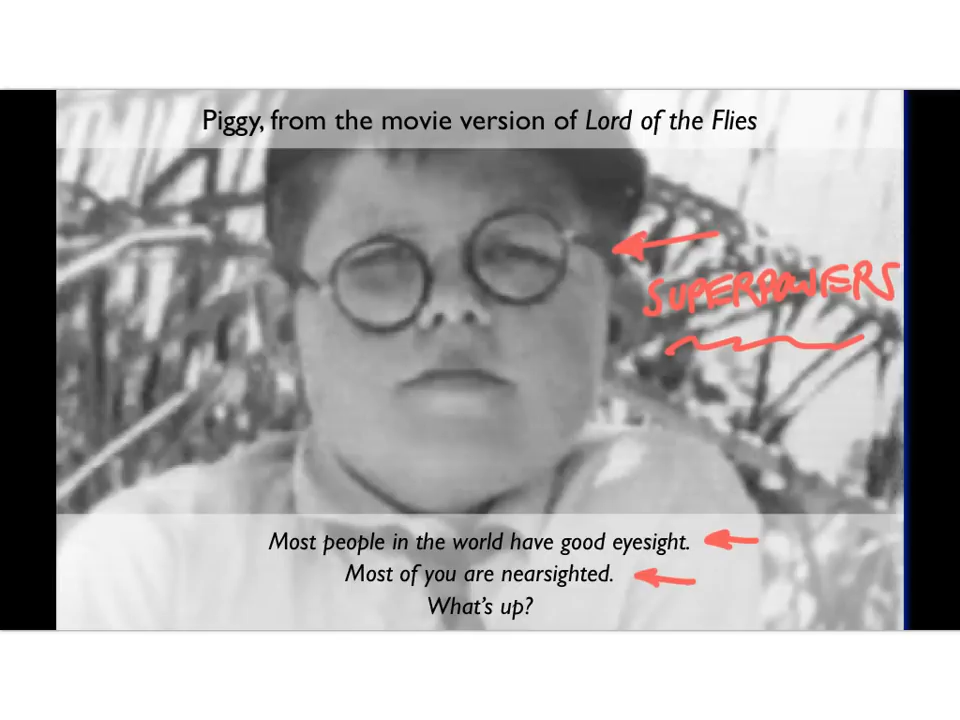 Piggy, from the movie version of Lord of the Flies
SUPERPOWERS
Most people in the world have good eyesight.
Most of you are nearsighted.
What's up?